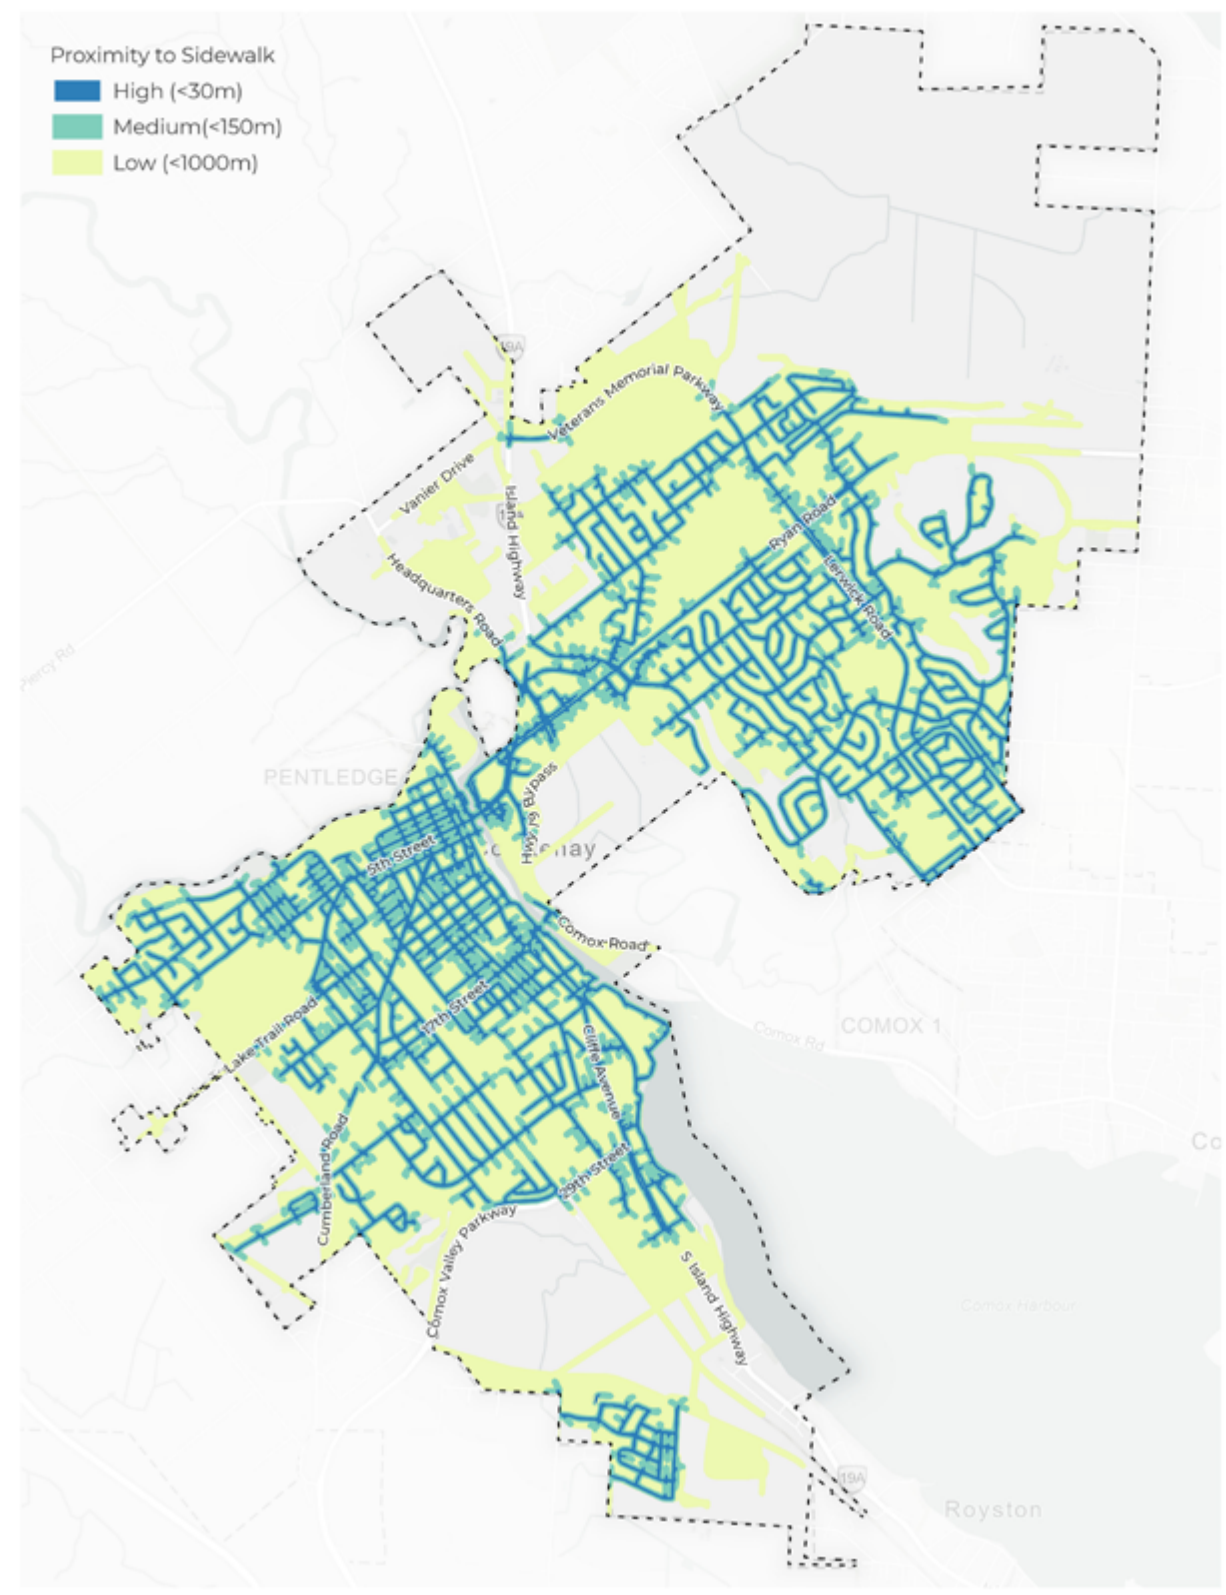 Proximity to Sidewalk
High (<30m)
Medium(<150m)
Low (<1000m)
19A
Veterans Memorial Parkway
Vanier Drive
Island Highway
Ryan Road
Headquarters Road
Lerwick Road
Piercy Rd
PENTLEDGE
Hwy 19 Bypass
5th Street
Comox Road
17th Street
Lake Trail Road
Cliffe Avenue
Comox Rd
COMOX 1
Co
Cumberland Road
29th Street
Comox Valley Parkway
S Island Highway
Comox Harbour
19A
Royston